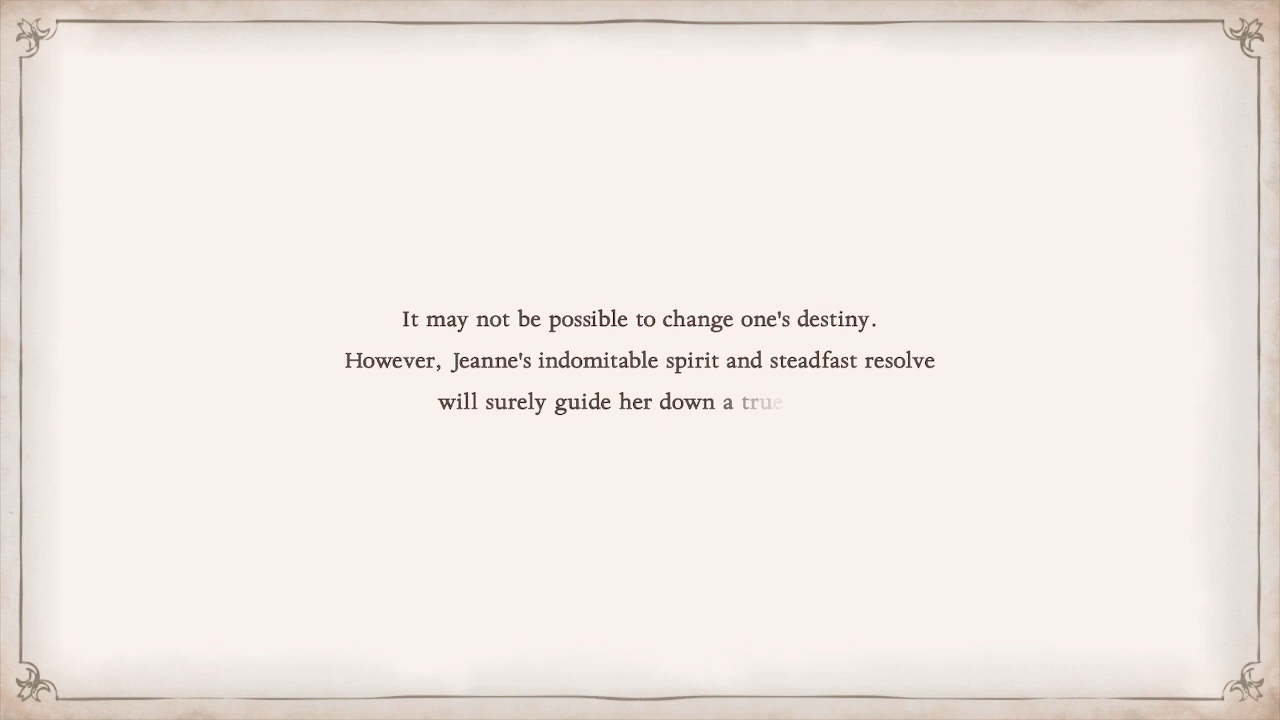 It may not be possible to change one's destiny.
However, Jeanne's indomitable spirit and steadfast resolve
will surely guide her down a true